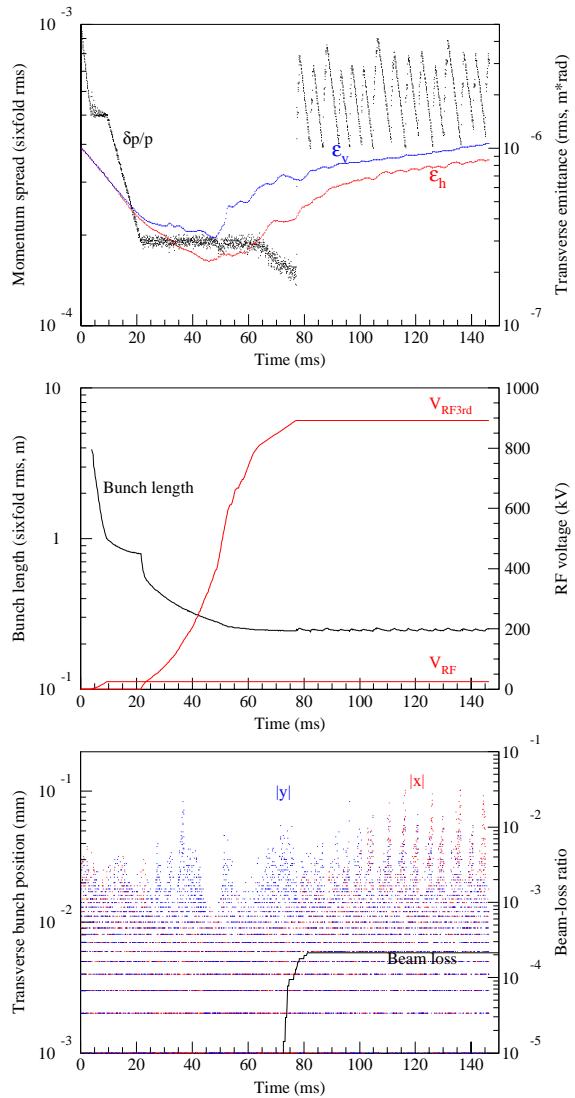 10^-3
10^-4
Momentum spread (sixfold rms)
δp/p
ε_v
ε_h
10^-6
10^-7
Transverse emittance (rms, m*rad)
0 20 40 60 80 100 120 140
Time (ms)
10
1
10^-1
Bunch length (sixfold rms, m)
Bunch length
V_RF3rd
V_RF
1000
800
600
400
200
0
RF voltage (kV)
0 20 40 60 80 100 120 140
Time (ms)
10^-1
10^-2
10^-3
Transverse bunch position (mm)
|y|
|x|
Beam loss
10^-1
10^-2
10^-3
10^-4
10^-5
Beam-loss ratio
0 20 40 60 80 100 120 140
Time (ms)